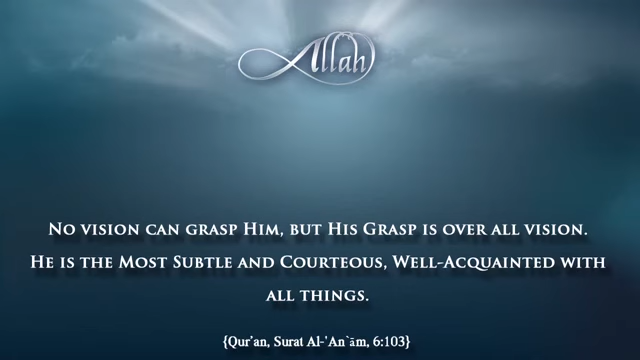 Allah
No vision can grasp Him, but His Grasp is over all vision.
He is the Most Subtle and Courteous, Well-Acquainted with
all things.
{Qur'an, Surat Al-'An`ām, 6:103}